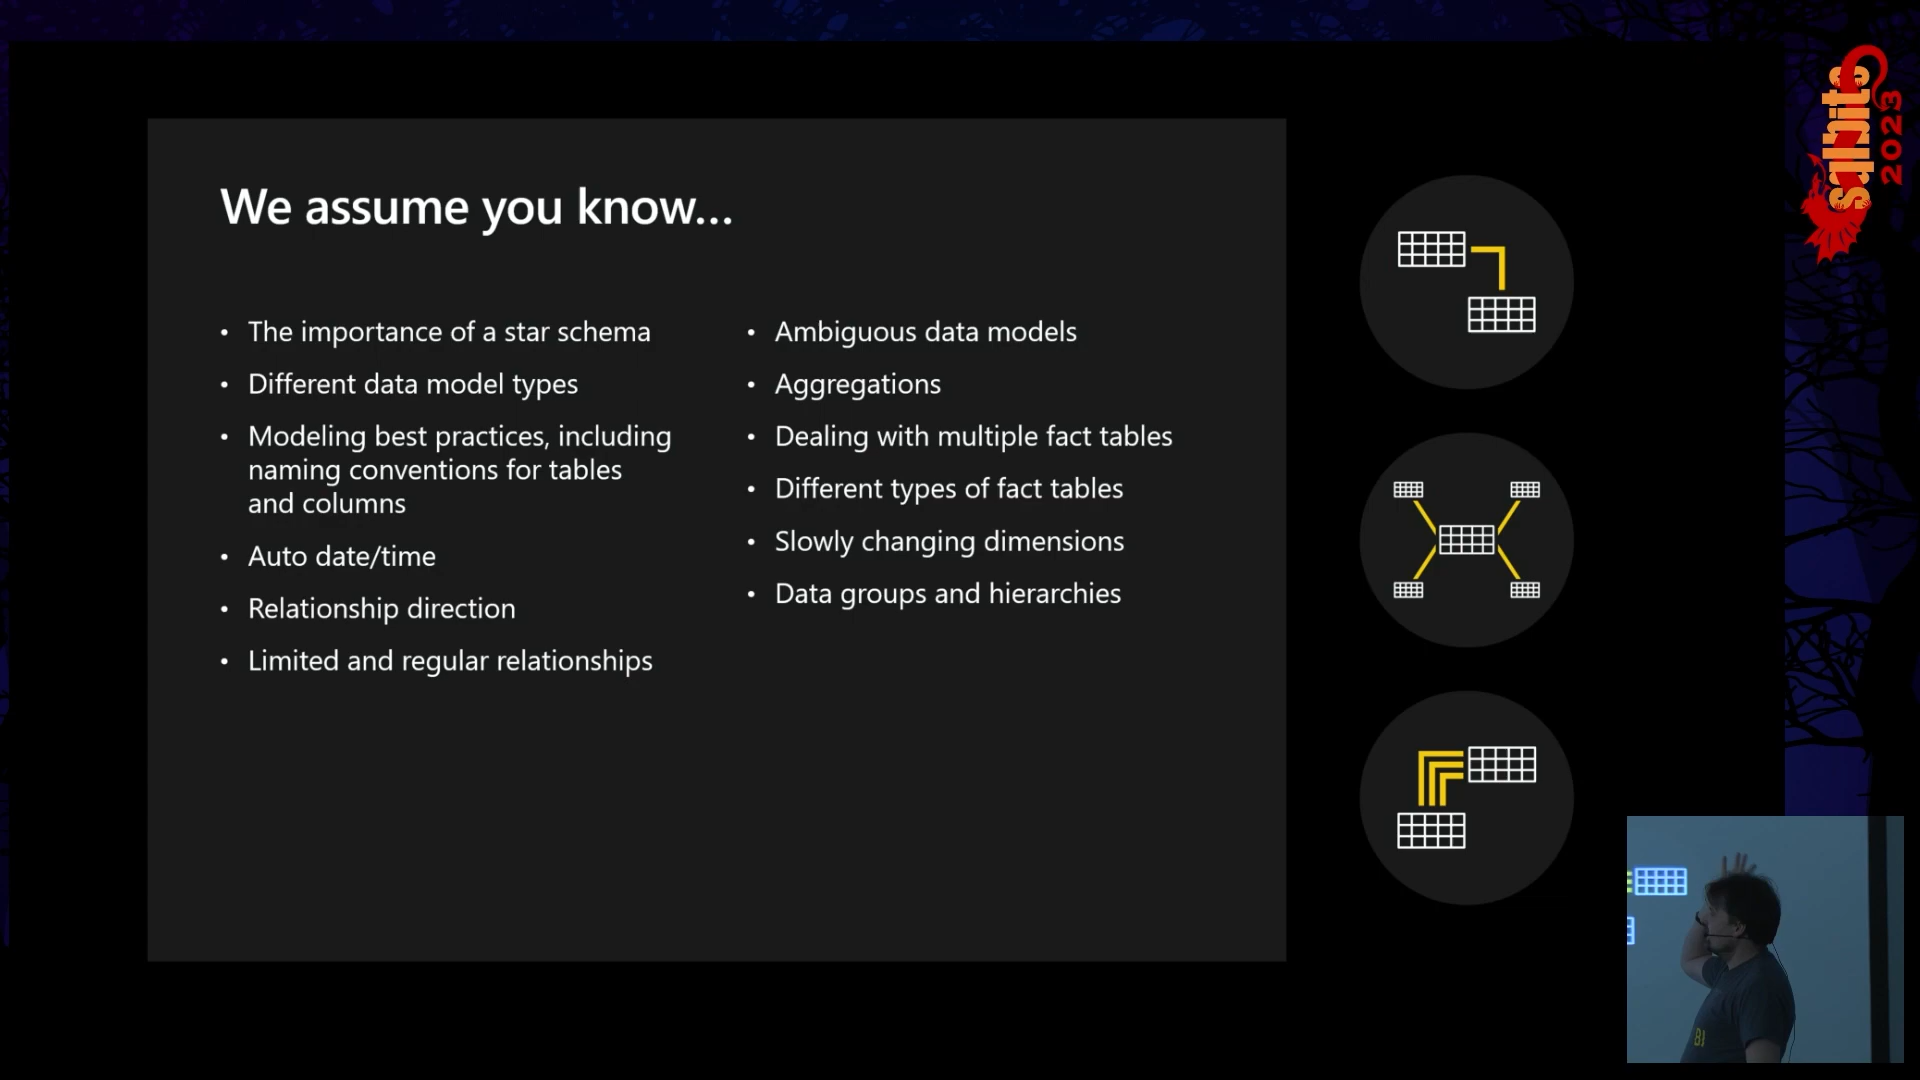 We assume you know...
• The importance of a star schema
• Different data model types
• Modeling best practices, including
naming conventions for tables
and columns
• Auto date/time
• Relationship direction
• Limited and regular relationships
• Ambiguous data models
• Aggregations
• Dealing with multiple fact tables
• Different types of fact tables
• Slowly changing dimensions
• Data groups and hierarchies
sqlbits
2023
BI